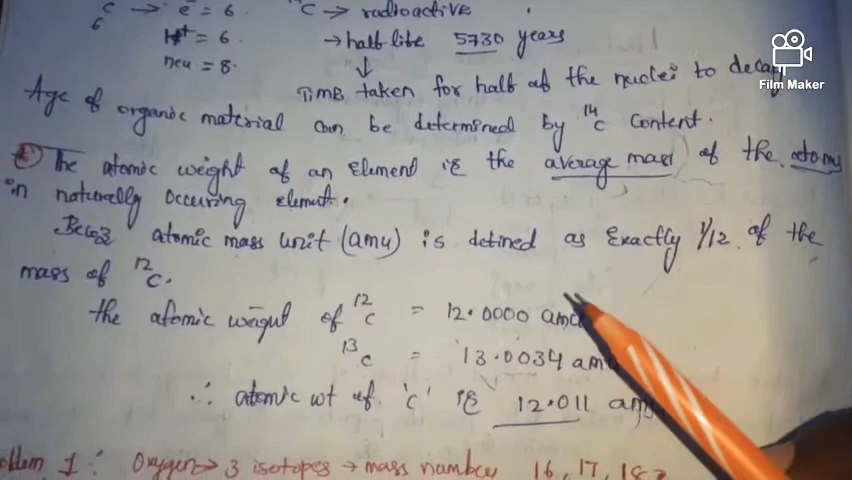 C → e⁻ = 6 ¹⁴C → radioactive
6
H⁺ = 6 → half life 5730 years
neu = 8.
Film Maker
Time taken for half of the nuclei to decay
Age of organic material can be determined by ¹⁴C content.
The atomic weight of an element is the average mass of the atoms
in naturally occuring element.
atomic mass unit (amu) is defined as Exactly 1/12 of the
mass of ¹²C.
the atomic weight of ¹²C = 12.0000 amu
¹³C = 13.0034 amu
∴ atomic wt of 'C' is 12.011 amu
oblem 1: Oxygen → 3 isotopes → mass number 16, 17, 18